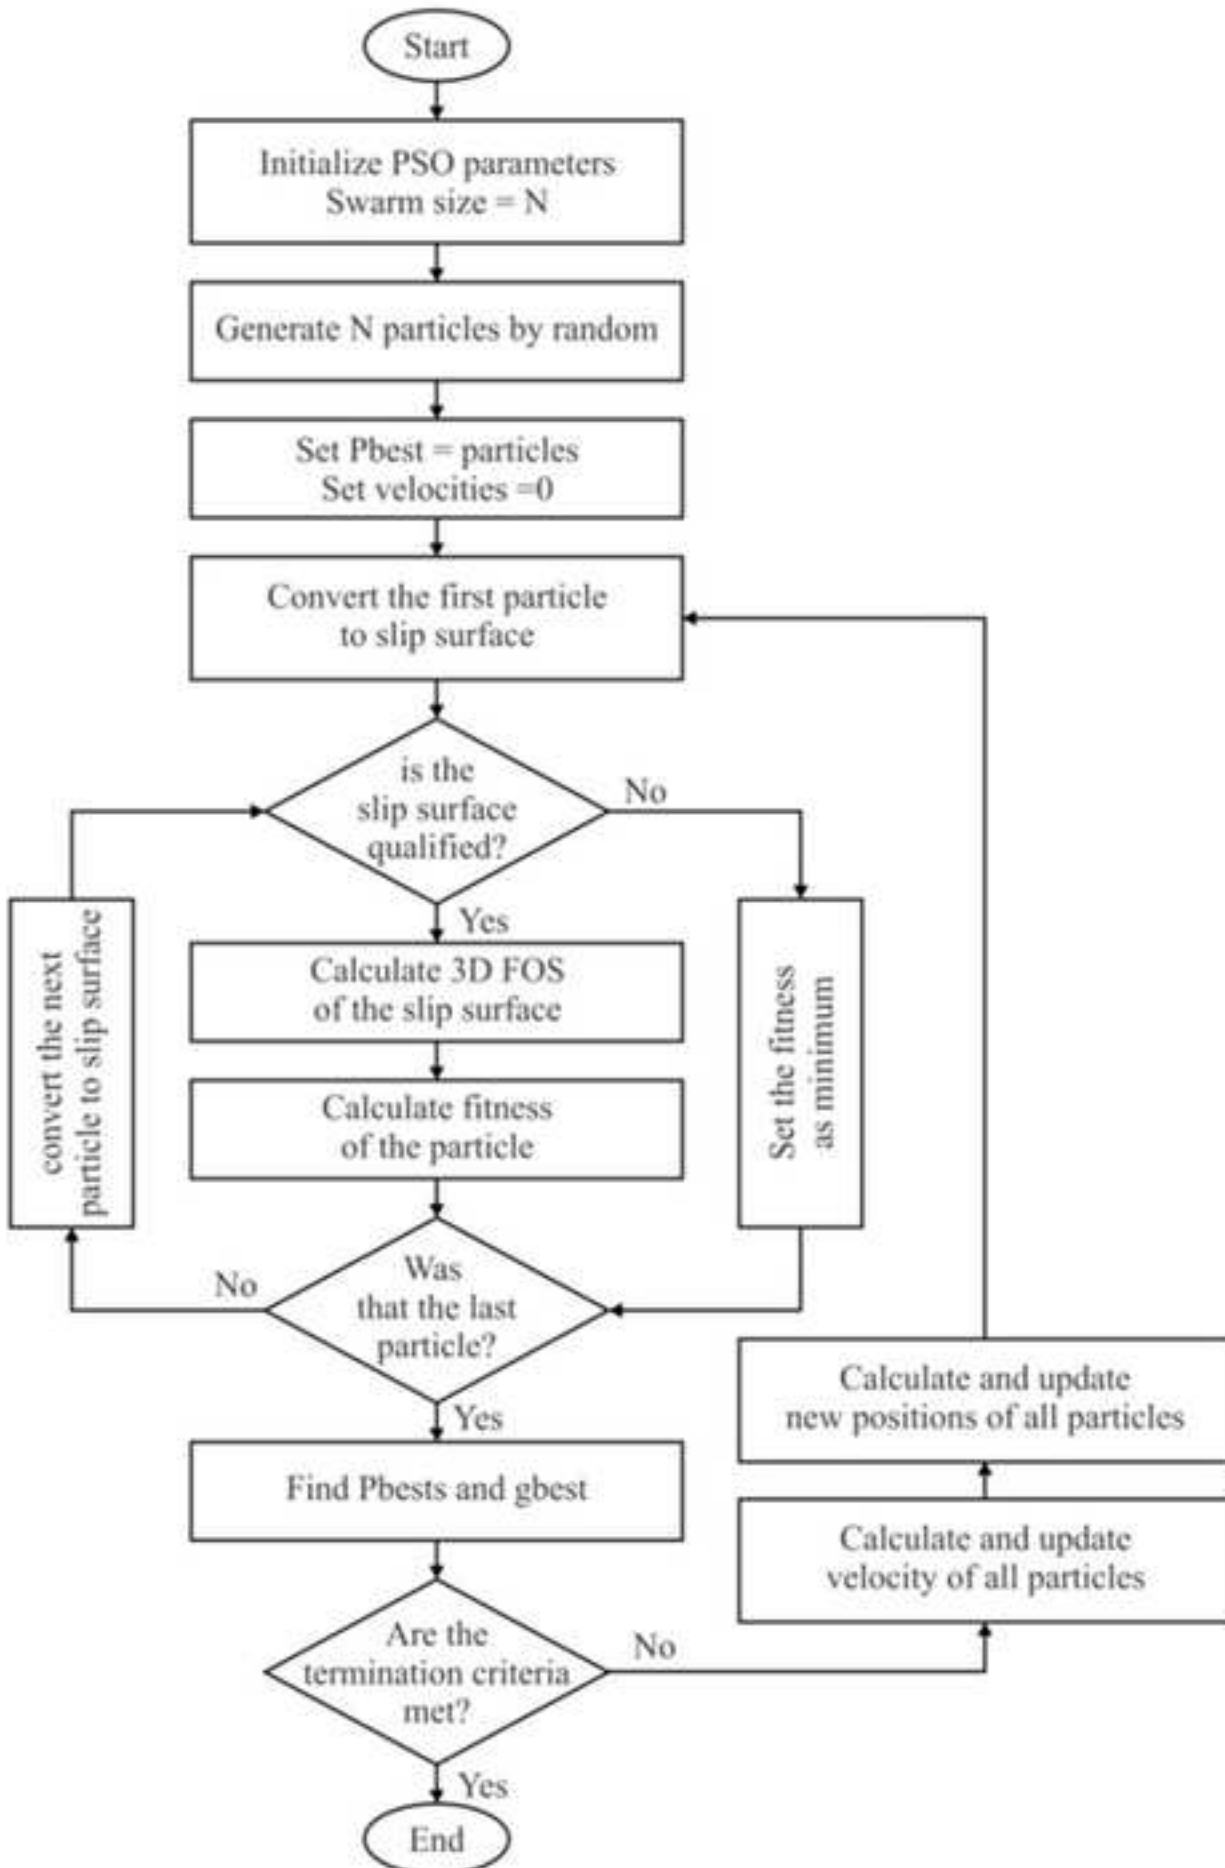 Start
Initialize PSO parameters
Swarm size = N
Generate N particles by random
Set Pbest = particles
Set velocities =0
Convert the first particle
to slip surface
is the
slip surface
qualified?
No
Yes
convert the next
particle to slip surface
Calculate 3D FOS
of the slip surface
Set the fitness
as minimum
Calculate fitness
of the particle
Was
that the last
particle?
No
Yes
Calculate and update
new positions of all particles
Find Pbests and gbest
Calculate and update
velocity of all particles
Are the
termination criteria
met?
No
Yes
End